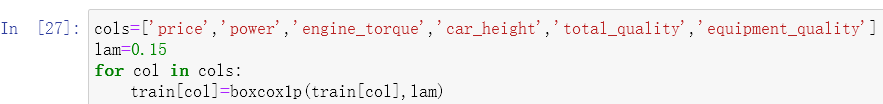 In [27]: cols=['price','power','engine_torque','car_height','total_quality','equipment_quality']
lam=0.15
for col in cols:
    train[col]=boxcox1p(train[col],lam)